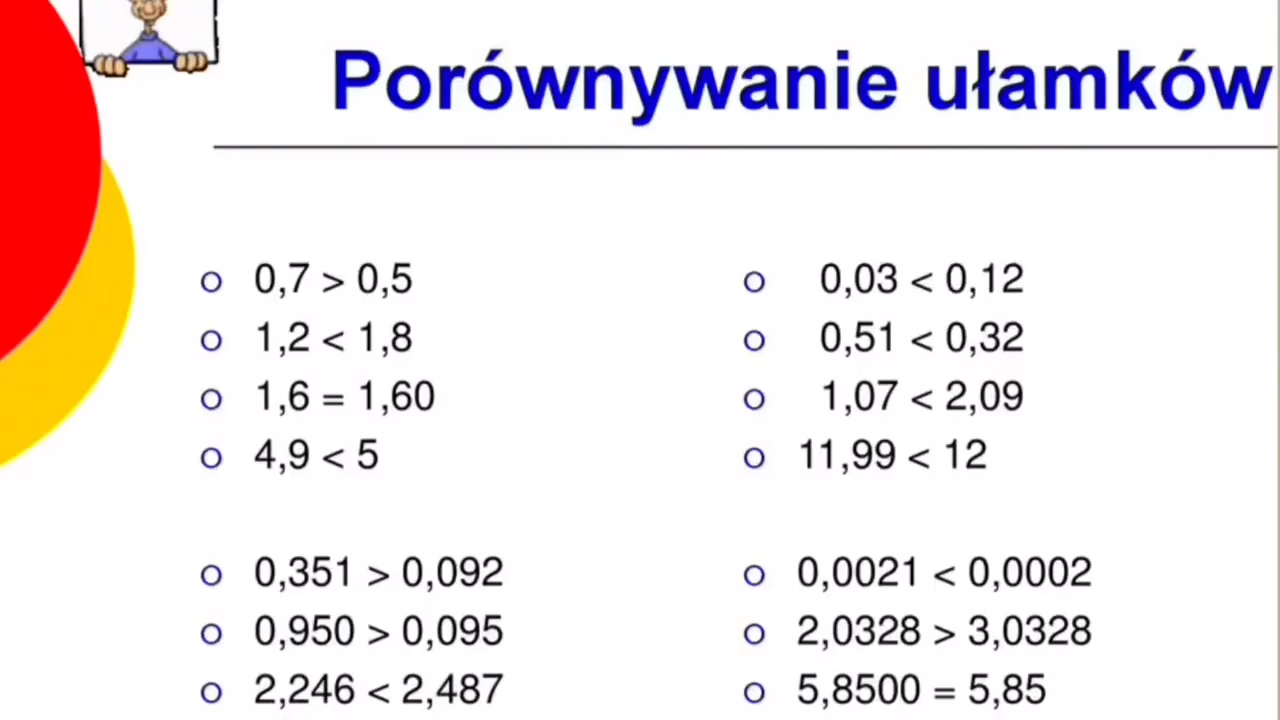 Porównywanie ułamków
0,7 > 0,5
1,2 < 1,8
1,6 = 1,60
4,9 < 5
0,351 > 0,092
0,950 > 0,095
2,246 < 2,487
0,03 < 0,12
0,51 < 0,32
1,07 < 2,09
11,99 < 12
0,0021 < 0,0002
2,0328 > 3,0328
5,8500 = 5,85